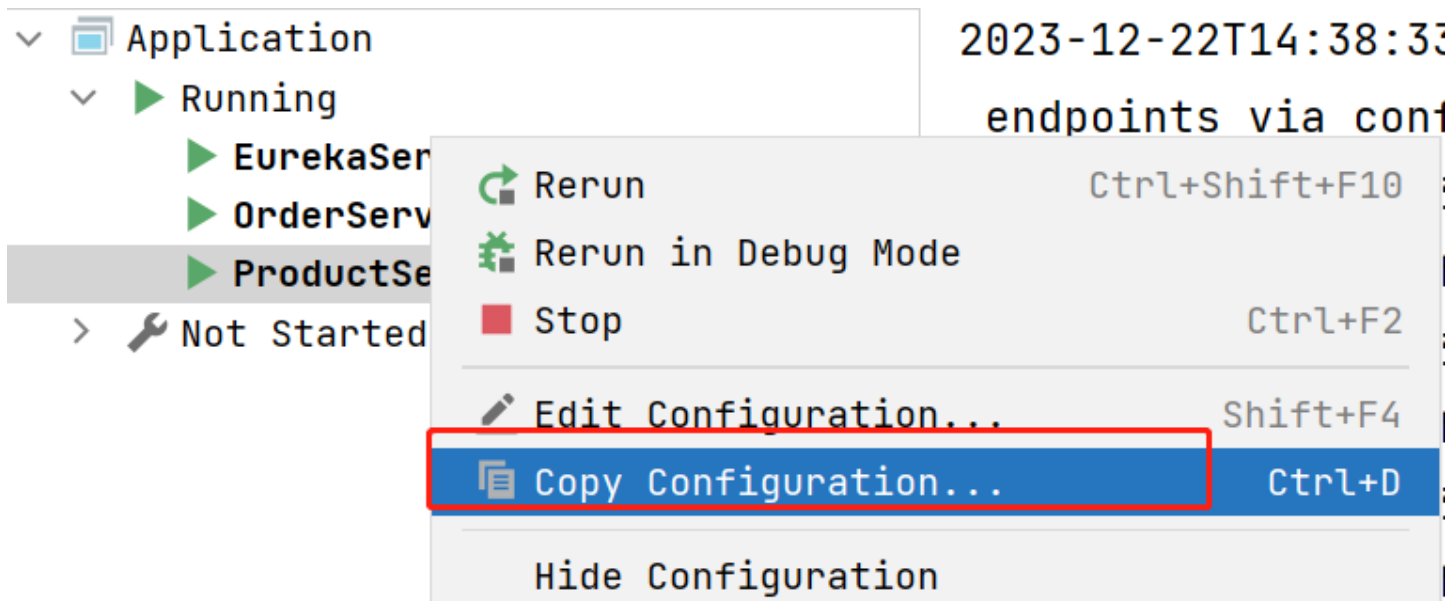 Application
2023-12-22T14:38:33
Running
endpoints via conf
EurekaSer
Rerun Ctrl+Shift+F10
OrderServ
Rerun in Debug Mode
ProductSe
Stop Ctrl+F2
Not Started
Edit Configuration... Shift+F4
Copy Configuration... Ctrl+D
Hide Configuration